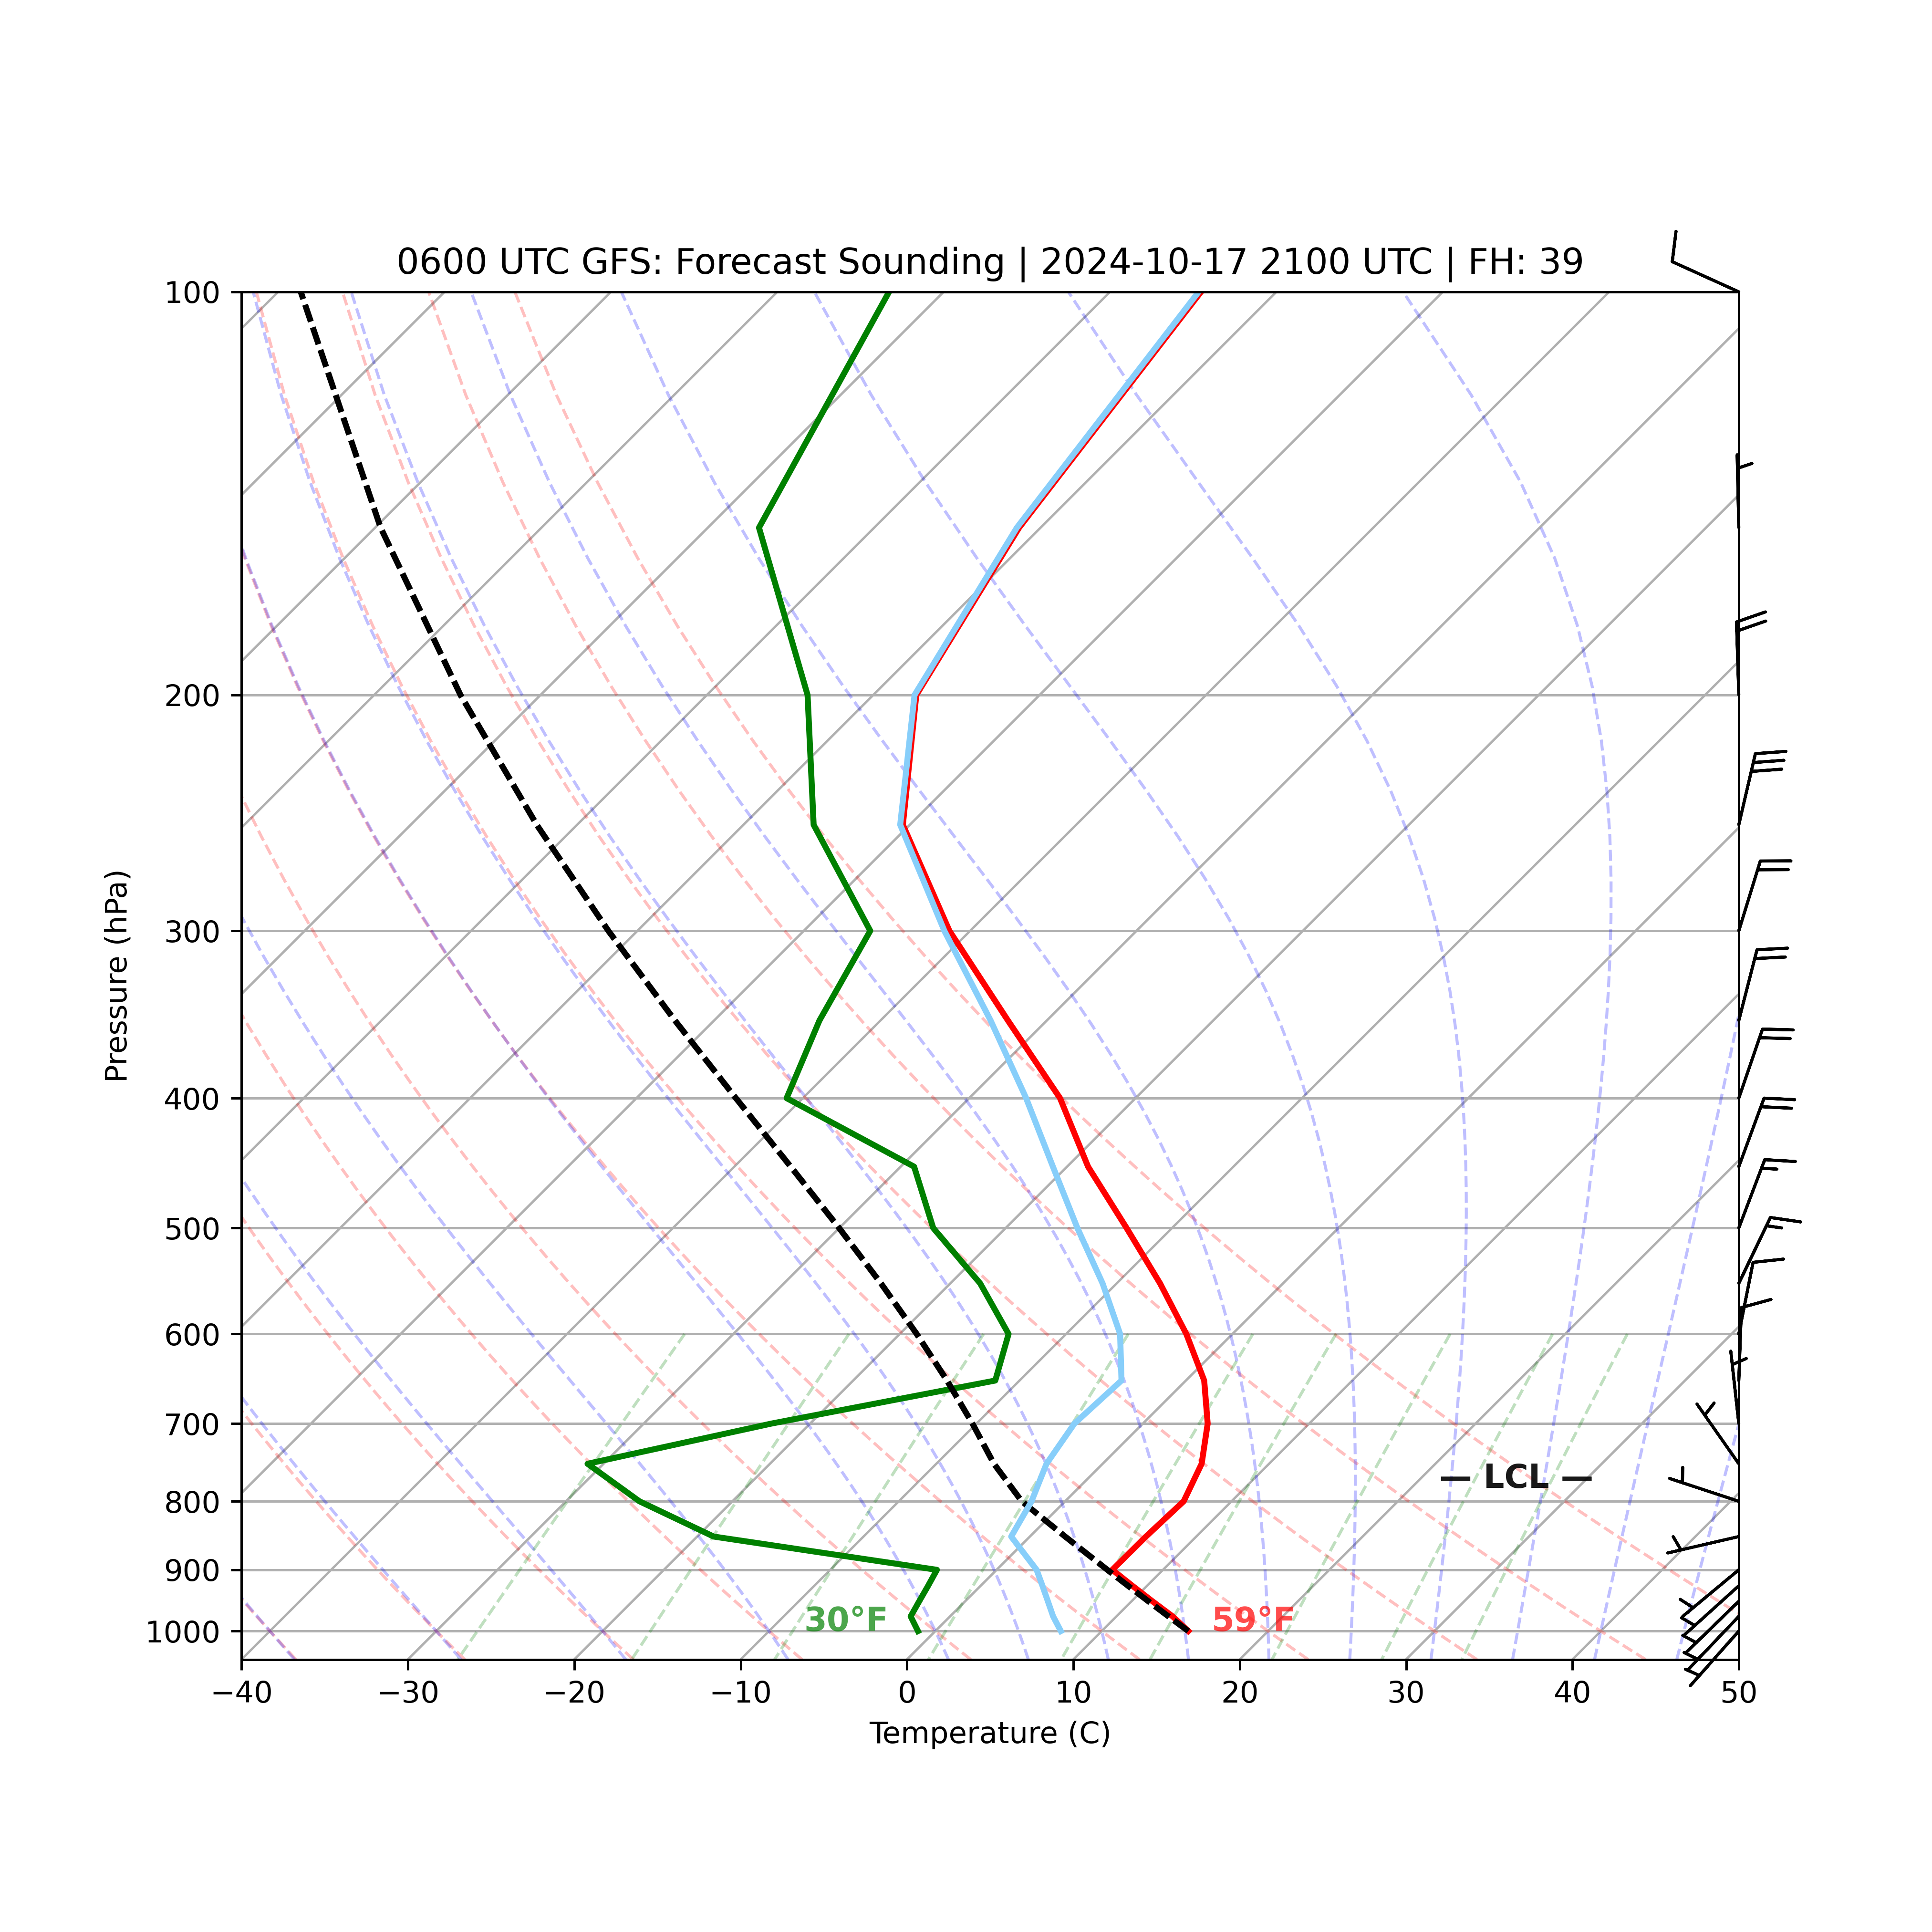 0600 UTC GFS: Forecast Sounding | 2024-10-17 2100 UTC | FH: 39
100
200
300
400
500
600
700
800
900
1000
Pressure (hPa)
— LCL —
30°F
59°F
−40 −30 −20 −10 0 10 20 30 40 50
Temperature (C)